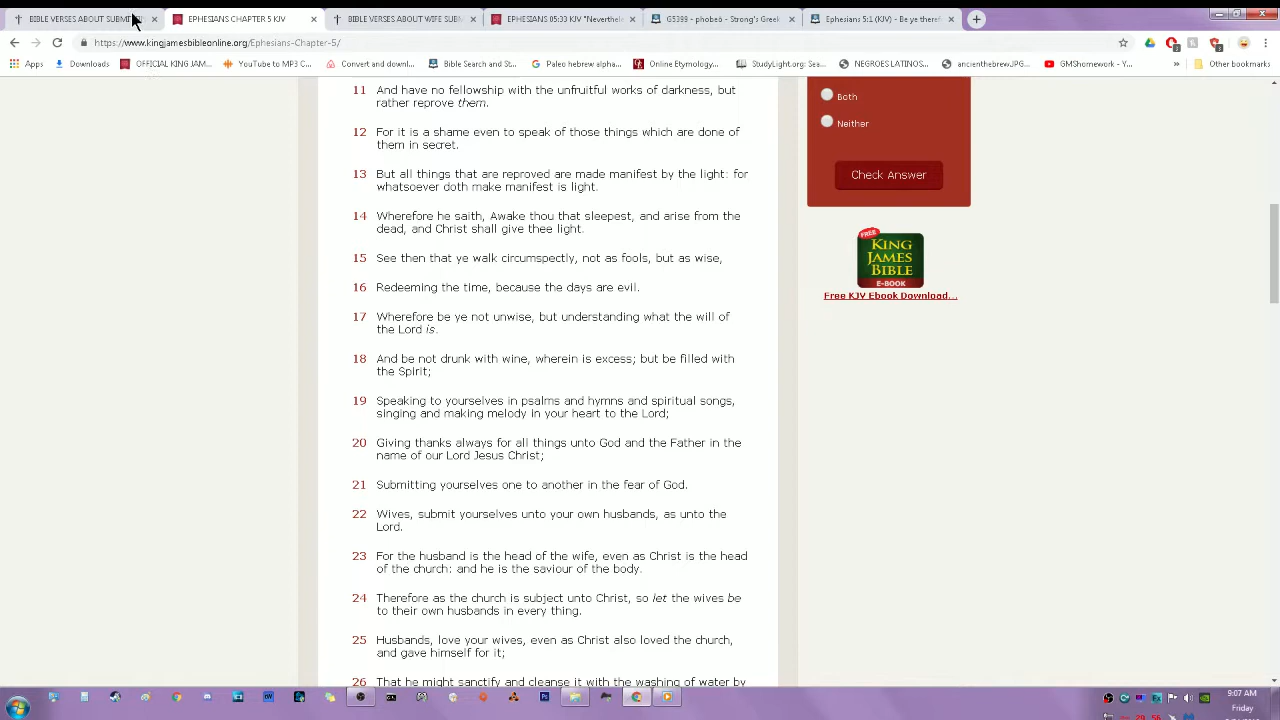 BIBLE VERSES ABOUT SUBMIT
EPHESIANS CHAPTER 5 KJV
BIBLE VERSES ABOUT WIFE SUBM
EPHESIANS 5:33 KJV "Neverthele
G5399 - phobeō - Strong's Greek
Ephesians 5:1 (KJV) - Be ye theref
https://www.kingjamesbibleonline.org/Ephesians-Chapter-5/
Apps
Downloads
OFFICIAL KING JAM...
YouTube to MP3 C...
Convert and downl...
Bible Search and S...
Paleo hebrew alpha...
Online Etymology...
StudyLight.org: Sea...
NEGROES LATINOS...
ancienthebrewJPG...
GMShomework - Y...
Other bookmarks
11 And have no fellowship with the unfruitful works of darkness, but
rather reprove them.
12 For it is a shame even to speak of those things which are done of
them in secret.
13 But all things that are reproved are made manifest by the light: for
whatsoever doth make manifest is light.
14 Wherefore he saith, Awake thou that sleepest, and arise from the
dead, and Christ shall give thee light.
15 See then that ye walk circumspectly, not as fools, but as wise,
16 Redeeming the time, because the days are evil.
17 Wherefore be ye not unwise, but understanding what the will of
the Lord is.
18 And be not drunk with wine, wherein is excess; but be filled with
the Spirit;
19 Speaking to yourselves in psalms and hymns and spiritual songs,
singing and making melody in your heart to the Lord;
20 Giving thanks always for all things unto God and the Father in the
name of our Lord Jesus Christ;
21 Submitting yourselves one to another in the fear of God.
22 Wives, submit yourselves unto your own husbands, as unto the
Lord.
23 For the husband is the head of the wife, even as Christ is the head
of the church: and he is the saviour of the body.
24 Therefore as the church is subject unto Christ, so let the wives be
to their own husbands in every thing.
25 Husbands, love your wives, even as Christ also loved the church,
and gave himself for it;
26 That he might sanctify and cleanse it with the washing of water by
Both
Neither
Check Answer
FREE
KING
JAMES
BIBLE
E-BOOK
Free KJV Ebook Download...
9:07 AM
Friday